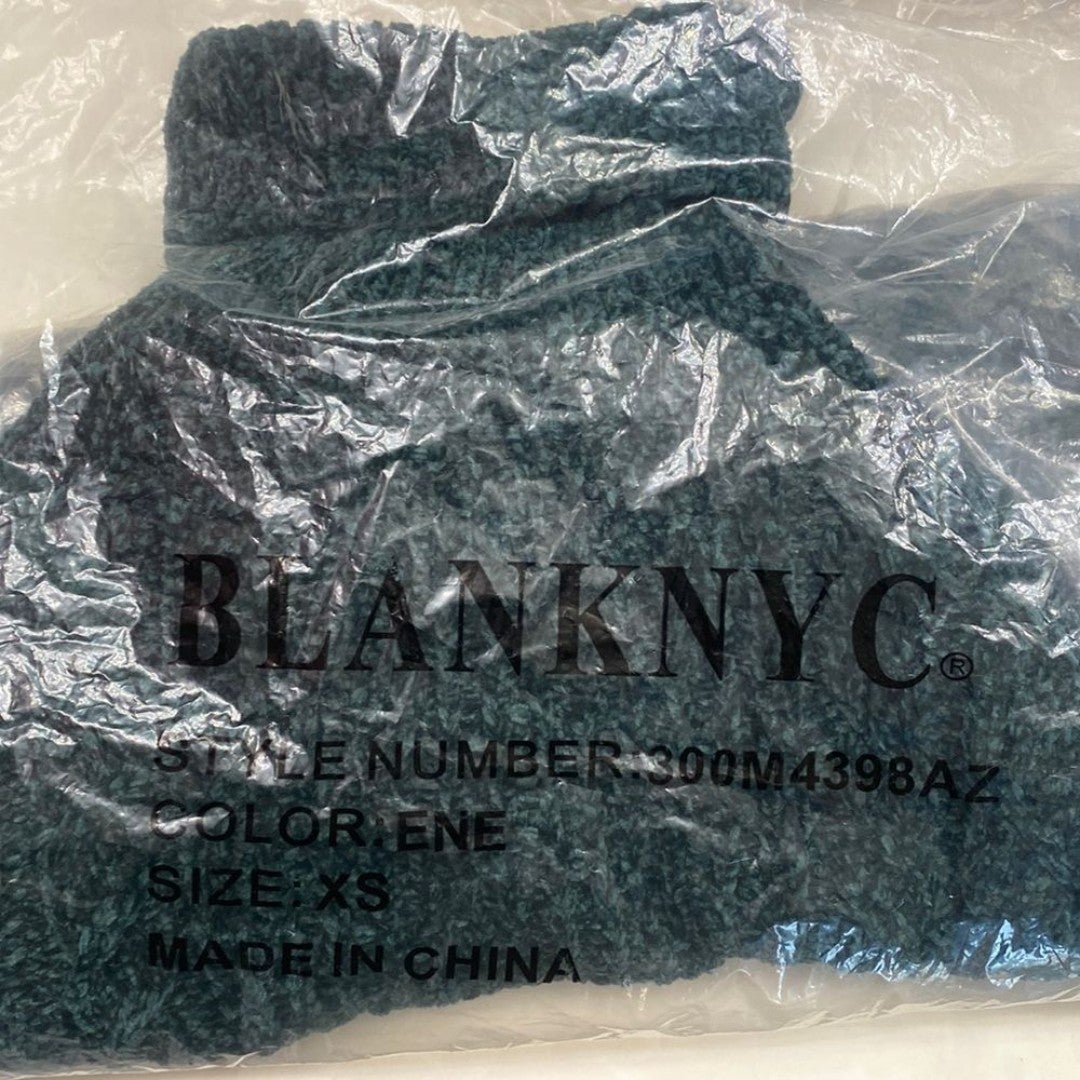 BLANKNYC®
STYLE NUMBER:300M4398AZ
COLOR:ENE
SIZE:XS
MADE IN CHINA